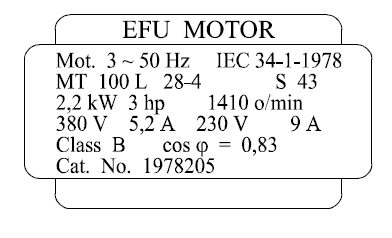 EFU MOTOR
Mot. 3 ~ 50 Hz IEC 34-1-1978
MT 100 L 28-4 S 43
2,2 kW 3 hp 1410 o/min
380 V 5,2 A 230 V 9 A
Class B cos φ = 0,83
Cat. No. 1978205